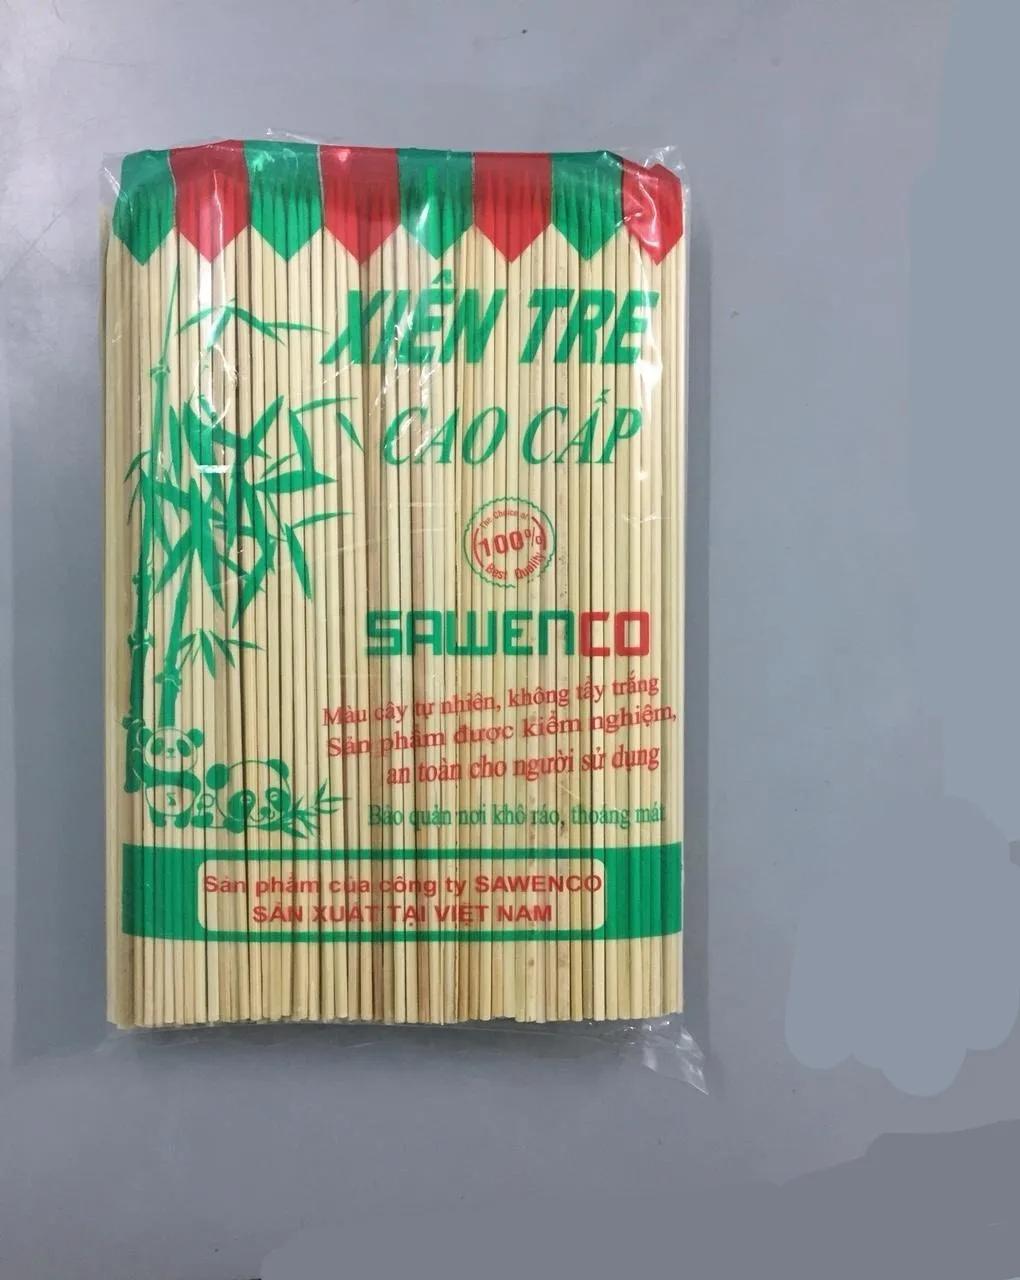 XIÊN TRE
CAO CẤP
The Choice of
100%
Best Quality
SAWENCO
Màu cây tự nhiên, không tẩy trắng
Sản phẩm được kiểm nghiệm,
an toàn cho người sử dụng
Bảo quản nơi khô ráo, thoáng mát
Sản phẩm của công ty SAWENCO
SẢN XUẤT TẠI VIỆT NAM